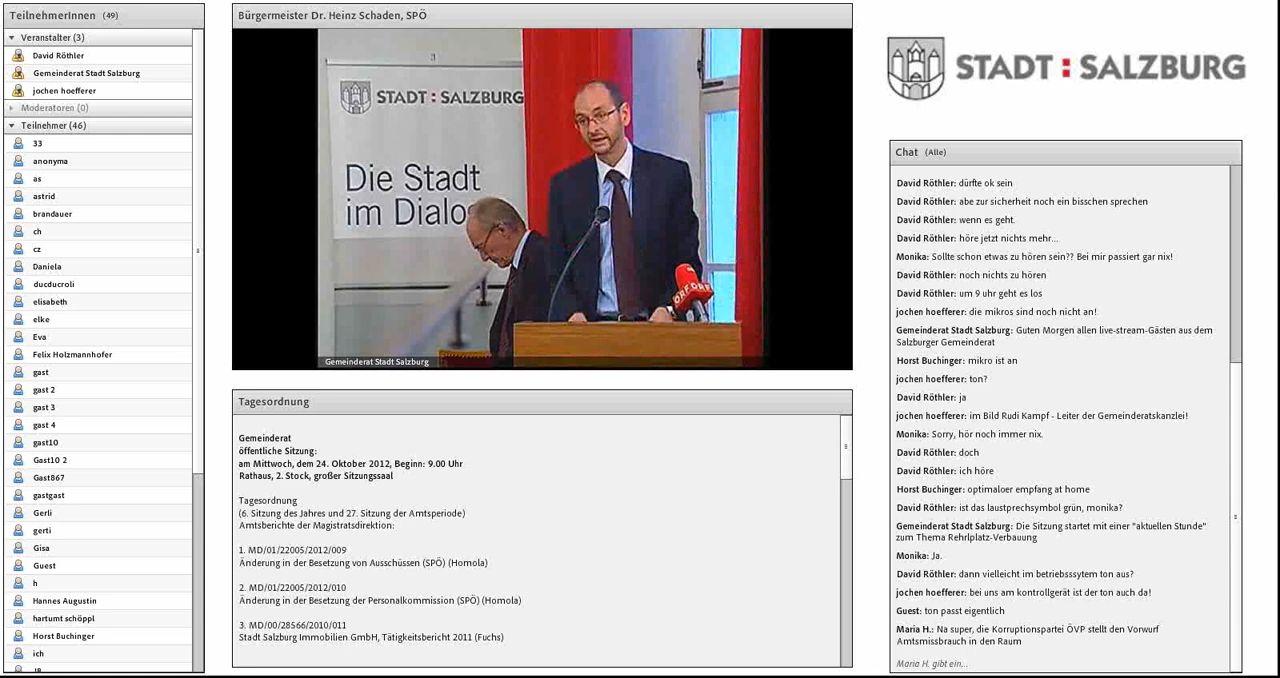 TeilnehmerInnen (49)
Veranstalter (3)
David Röthler
Gemeinderat Stadt Salzburg
jochen hoefferer
Moderatoren (0)
Teilnehmer (46)
33
anonyma
as
astrid
brandauer
ch
cz
Daniela
ducducroli
elisabeth
elke
Eva
Felix Holzmannhofer
gast
gast 2
gast 3
gast 4
gast10
Gast10 2
Gast867
gastgast
Gerli
gerti
Gisa
Guest
h
Hannes Augustin
hartumt schöppl
Horst Buchinger
ich
Bürgermeister Dr. Heinz Schaden, SPÖ
STADT : SALZBURG
Die Stadt
im Dialo
ORF ORF
Gemeinderat Stadt Salzburg
Tagesordnung
Gemeinderat
öffentliche Sitzung:
am Mittwoch, dem 24. Oktober 2012, Beginn: 9.00 Uhr
Rathaus, 2. Stock, großer Sitzungssaal
Tagesordnung
(6. Sitzung des Jahres und 27. Sitzung der Amtsperiode)
Amtsberichte der Magistratsdirektion:
1. MD/01/22005/2012/009
Änderung in der Besetzung von Ausschüssen (SPÖ) (Homola)
2. MD/01/22005/2012/010
Änderung in der Besetzung der Personalkommission (SPÖ) (Homola)
3. MD/00/28566/2010/011
Stadt Salzburg Immobilien GmbH, Tätigkeitsbericht 2011 (Fuchs)
STADT : SALZBURG
Chat (Alle)
David Röthler: dürfte ok sein
David Röthler: abe zur sicherheit noch ein bisschen sprechen
David Röthler: wenn es geht.
David Röthler: höre jetzt nichts mehr...
Monika: Sollte schon etwas zu hören sein?? Bei mir passiert gar nix!
David Röthler: noch nichts zu hören
David Röthler: um 9 uhr geht es los
jochen hoefferer: die mikros sind noch nicht an!
Gemeinderat Stadt Salzburg: Guten Morgen allen live-stream-Gästen aus dem
Salzburger Gemeinderat
Horst Buchinger: mikro ist an
jochen hoefferer: ton?
David Röthler: ja
jochen hoefferer: im Bild Rudi Kampf - Leiter der Gemeinderatskanzlei!
Monika: Sorry, hör noch immer nix.
David Röthler: doch
David Röthler: ich höre
Horst Buchinger: optimaloer empfang at home
David Röthler: ist das laustprechsymbol grün, monika?
Gemeinderat Stadt Salzburg: Die Sitzung startet mit einer "aktuellen Stunde"
zum Thema Rehrlplatz-Verbauung
Monika: Ja.
David Röthler: dann vielleicht im betriebsssytem ton aus?
jochen hoefferer: bei uns am kontrollgerät ist der ton auch da!
Guest: ton passt eigentlich
Maria H.: Na super, die Korruptionspartei ÖVP stellt den Vorwurf
Amtsmissbrauch in den Raum
Maria H. gibt ein...